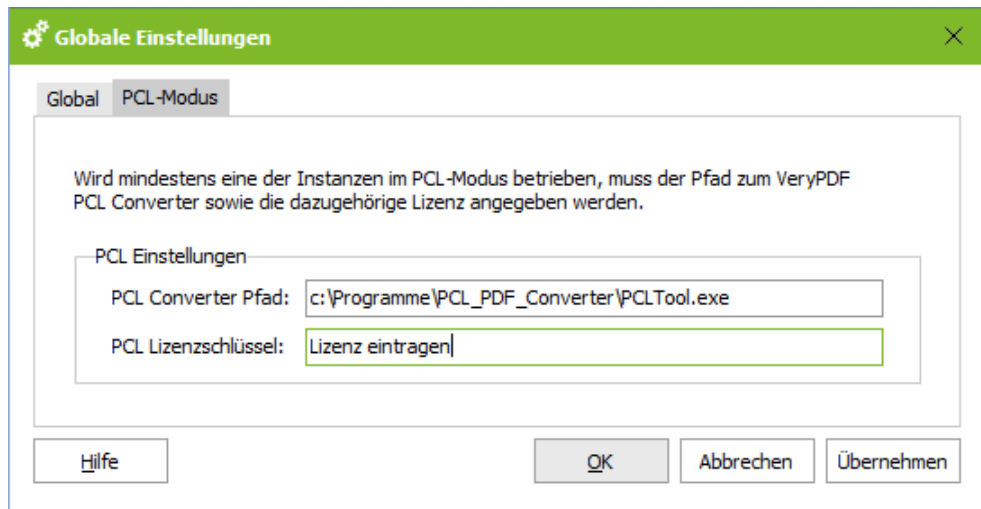 Globale Einstellungen
Global PCL-Modus
Wird mindestens eine der Instanzen im PCL-Modus betrieben, muss der Pfad zum VeryPDF
PCL Converter sowie die dazugehörige Lizenz angegeben werden.
PCL Einstellungen
PCL Converter Pfad: c:\Programme\PCL_PDF_Converter\PCLTool.exe
PCL Lizenzschlüssel: Lizenz eintragen
Hilfe OK Abbrechen Übernehmen